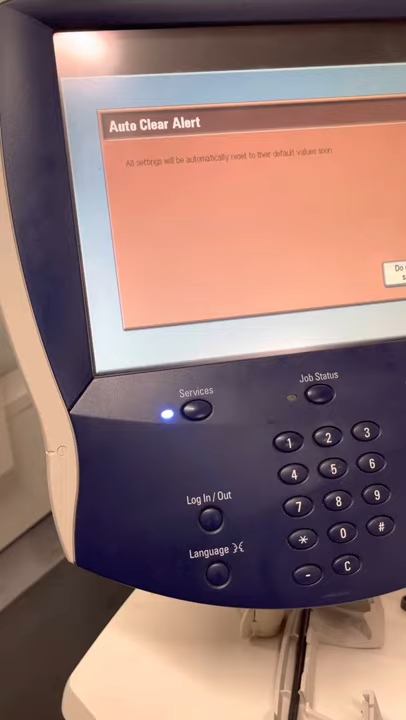 Auto Clear Alert
All settings will be automatically reset to their default values soon.
Do
Services
Job Status
1 2 3
4 5 6
Log In / Out
7 8 9
* 0 #
Language
- C